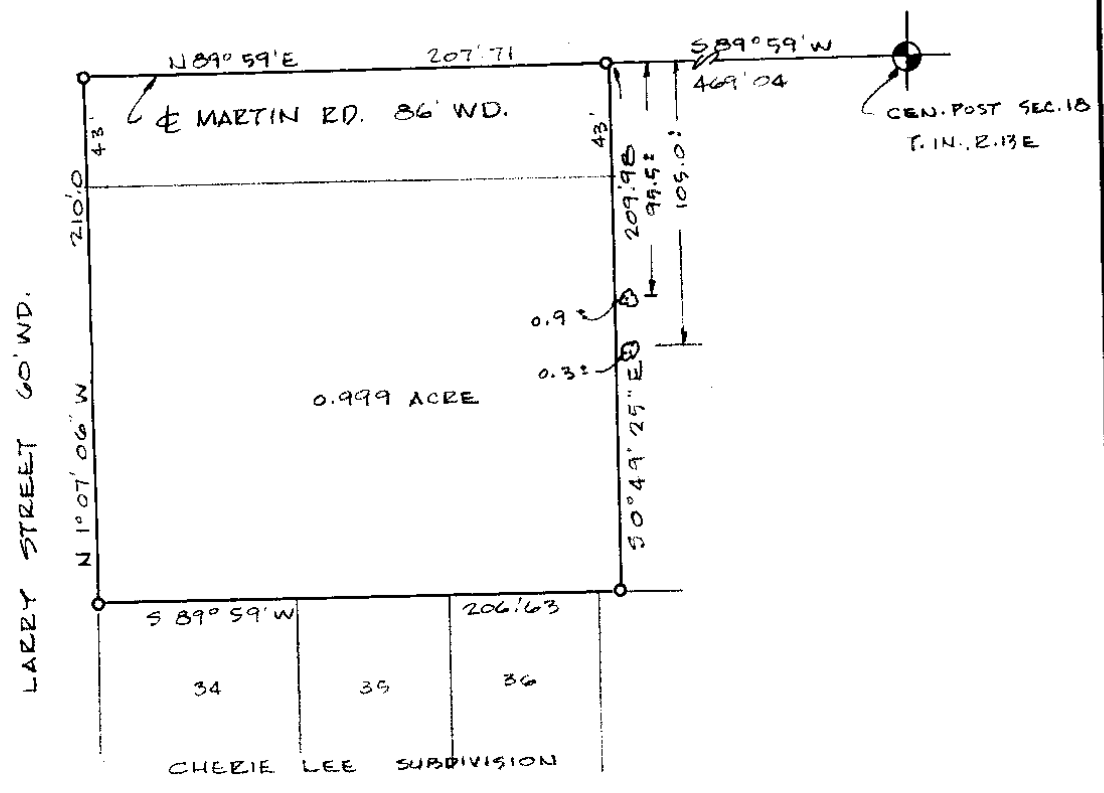 N 89° 59' E
207.'71
S 89° 59' W
469.'04
℄ MARTIN RD. 86' WD.
CEN. POST SEC. 18
T. 1N., R. 13E
43'
43'
210.'0
209.'98
95.5±
105.0±
0.9±
0.3±
0.999 ACRE
LARRY STREET 60' WD.
N 1° 07' 06" W
S 0° 49' 25" E
S 89° 59' W
206.'63
34
35
36
CHERIE LEE SUBDIVISION